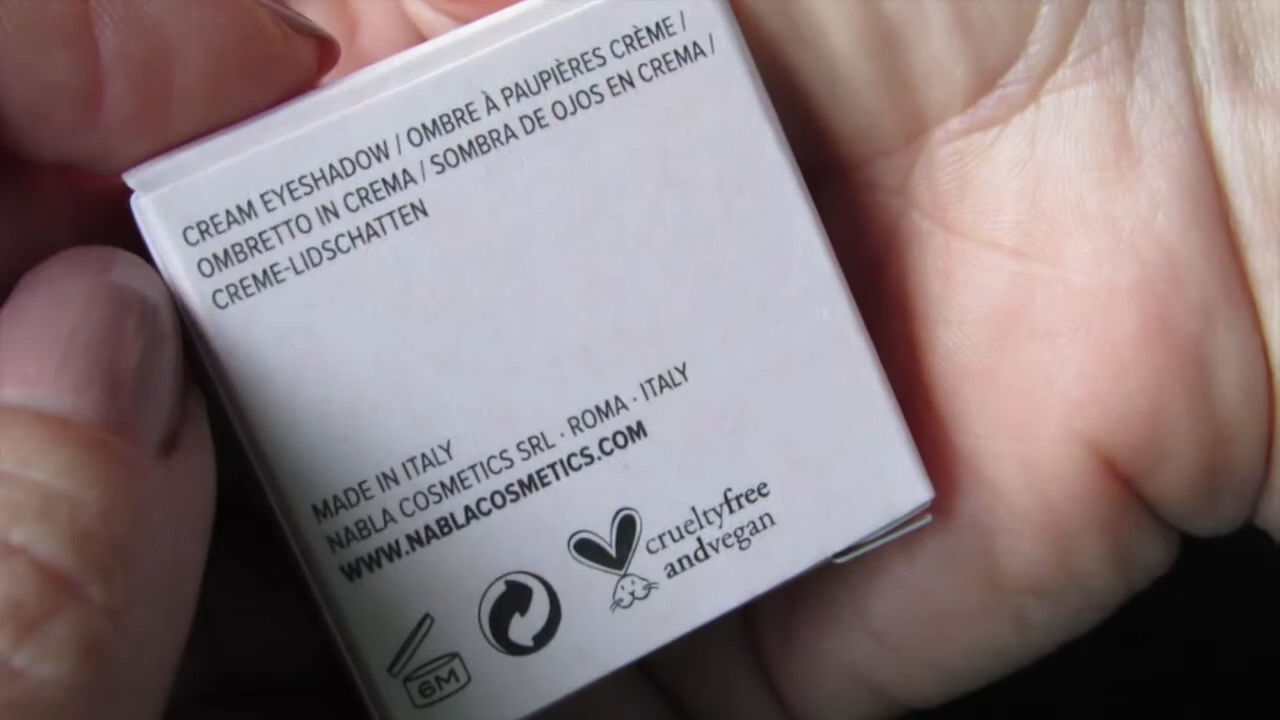 CREAM EYESHADOW / OMBRE À PAUPIÈRES CRÈME /
OMBRETTO IN CREMA / SOMBRA DE OJOS EN CREMA /
CREME-LIDSCHATTEN
MADE IN ITALY
NABLA COSMETICS SRL · ROMA · ITALY
WWW.NABLACOSMETICS.COM
crueltyfree
andvegan
6M